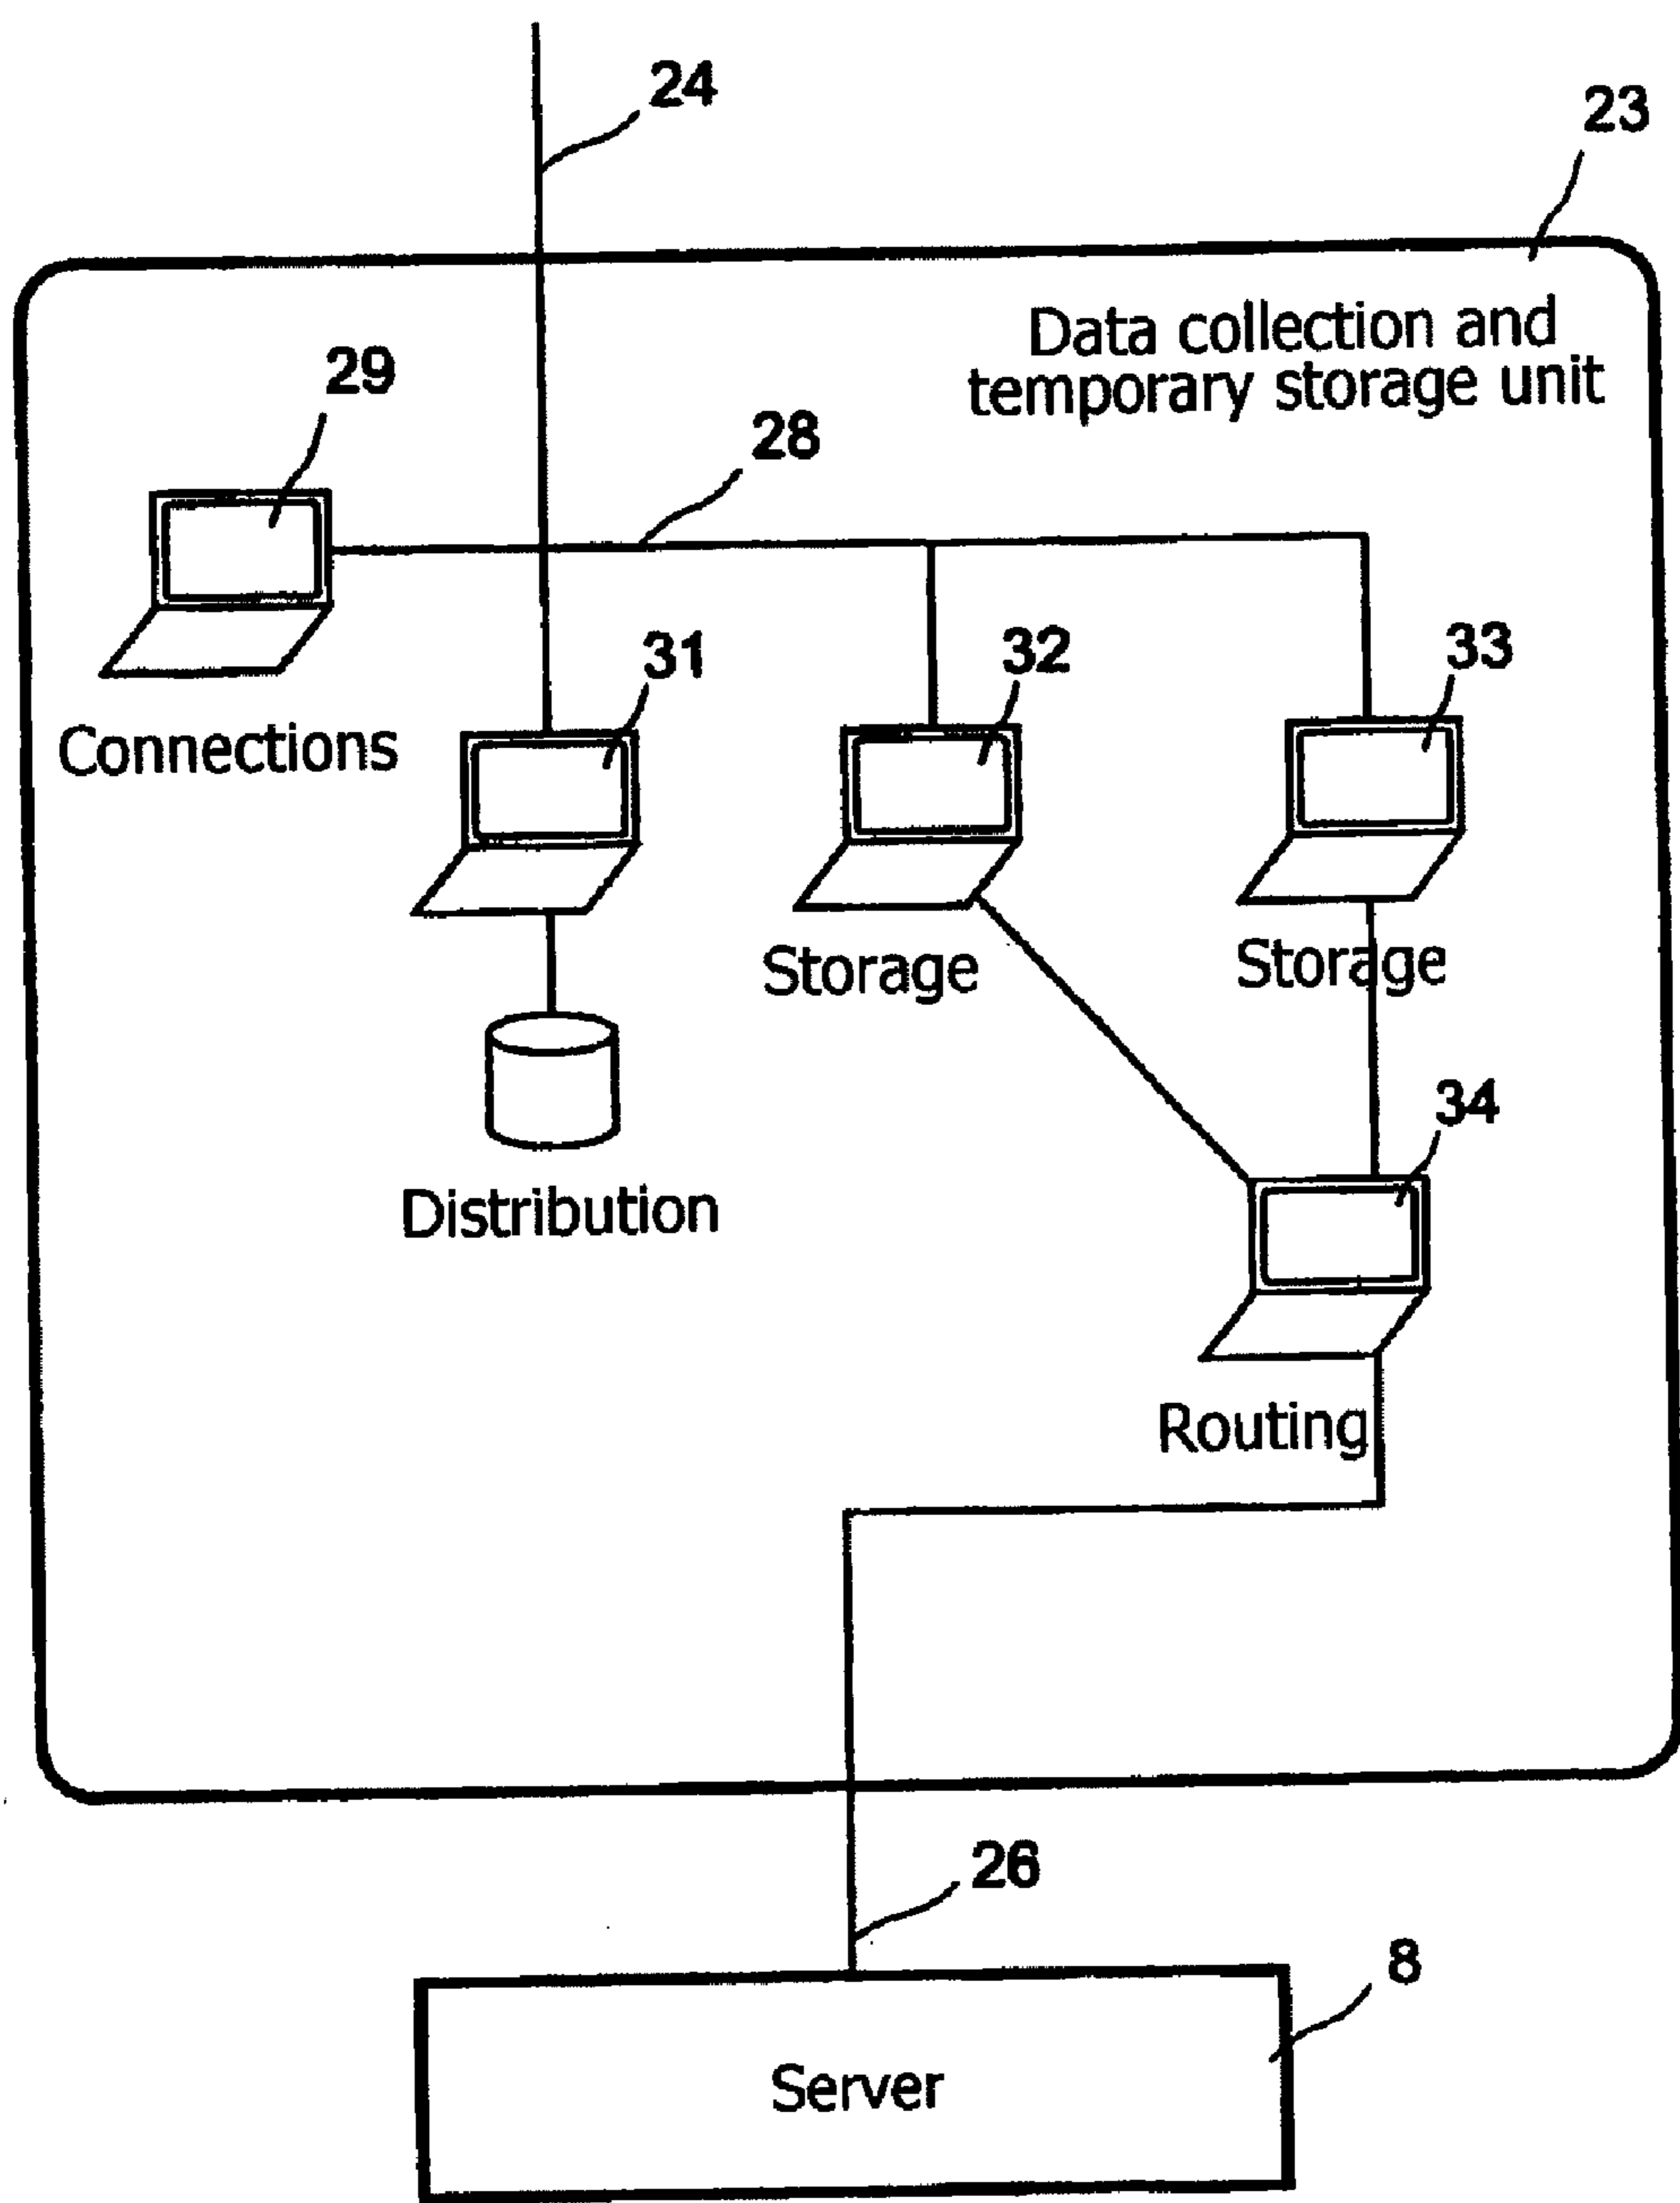 24
23
Data collection and
temporary storage unit
29
28
31
32
33
Connections
Storage
Storage
34
Distribution
Routing
26
8
Server